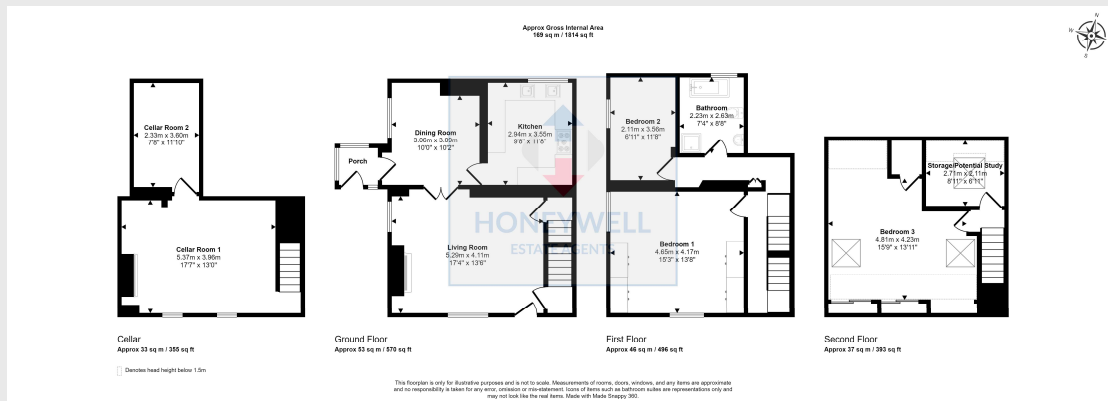 Approx Gross Internal Area
169 sq m / 1814 sq ft
N
W
E
S
Cellar Room 2
2.33m x 3.60m
7'8" x 11'10"
Cellar Room 1
5.37m x 3.96m
17'7" x 13'0"
Porch
Dining Room
3.06m x 3.09m
10'0" x 10'2"
Kitchen
2.94m x 3.55m
9'8" x 11'8"
Living Room
5.29m x 4.11m
17'4" x 13'6"
HONEYWELL
ESTATE AGENTS
Bedroom 2
2.11m x 3.56m
6'11" x 11'8"
Bathroom
2.23m x 2.63m
7'4" x 8'8"
Bedroom 1
4.65m x 4.17m
15'3" x 13'8"
Storage/Potential Study
2.71m x 2.11m
8'11" x 6'11"
Bedroom 3
4.81m x 4.23m
15'9" x 13'11"
Cellar
Approx 33 sq m / 355 sq ft
Ground Floor
Approx 53 sq m / 570 sq ft
First Floor
Approx 46 sq m / 496 sq ft
Second Floor
Approx 37 sq m / 393 sq ft
Denotes head height below 1.5m
This floorplan is only for illustrative purposes and is not to scale. Measurements of rooms, doors, windows, and any items are approximate
and no responsibility is taken for any error, omission or mis-statement. Icons of items such as bathroom suites are representations only and
may not look like the real items. Made with Made Snappy 360.